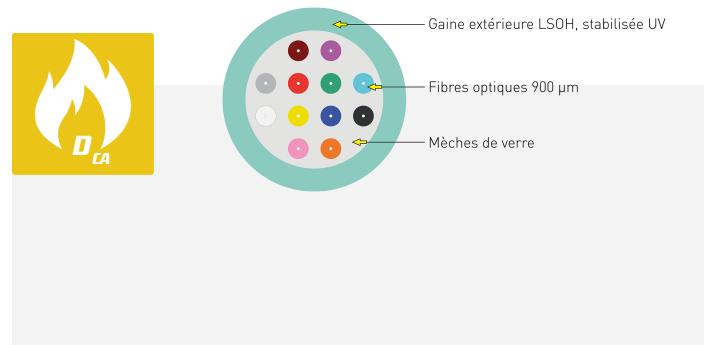 Gaine extérieure LSOH, stabilisée UV
Fibres optiques 900 µm
Mèches de verre
D CA